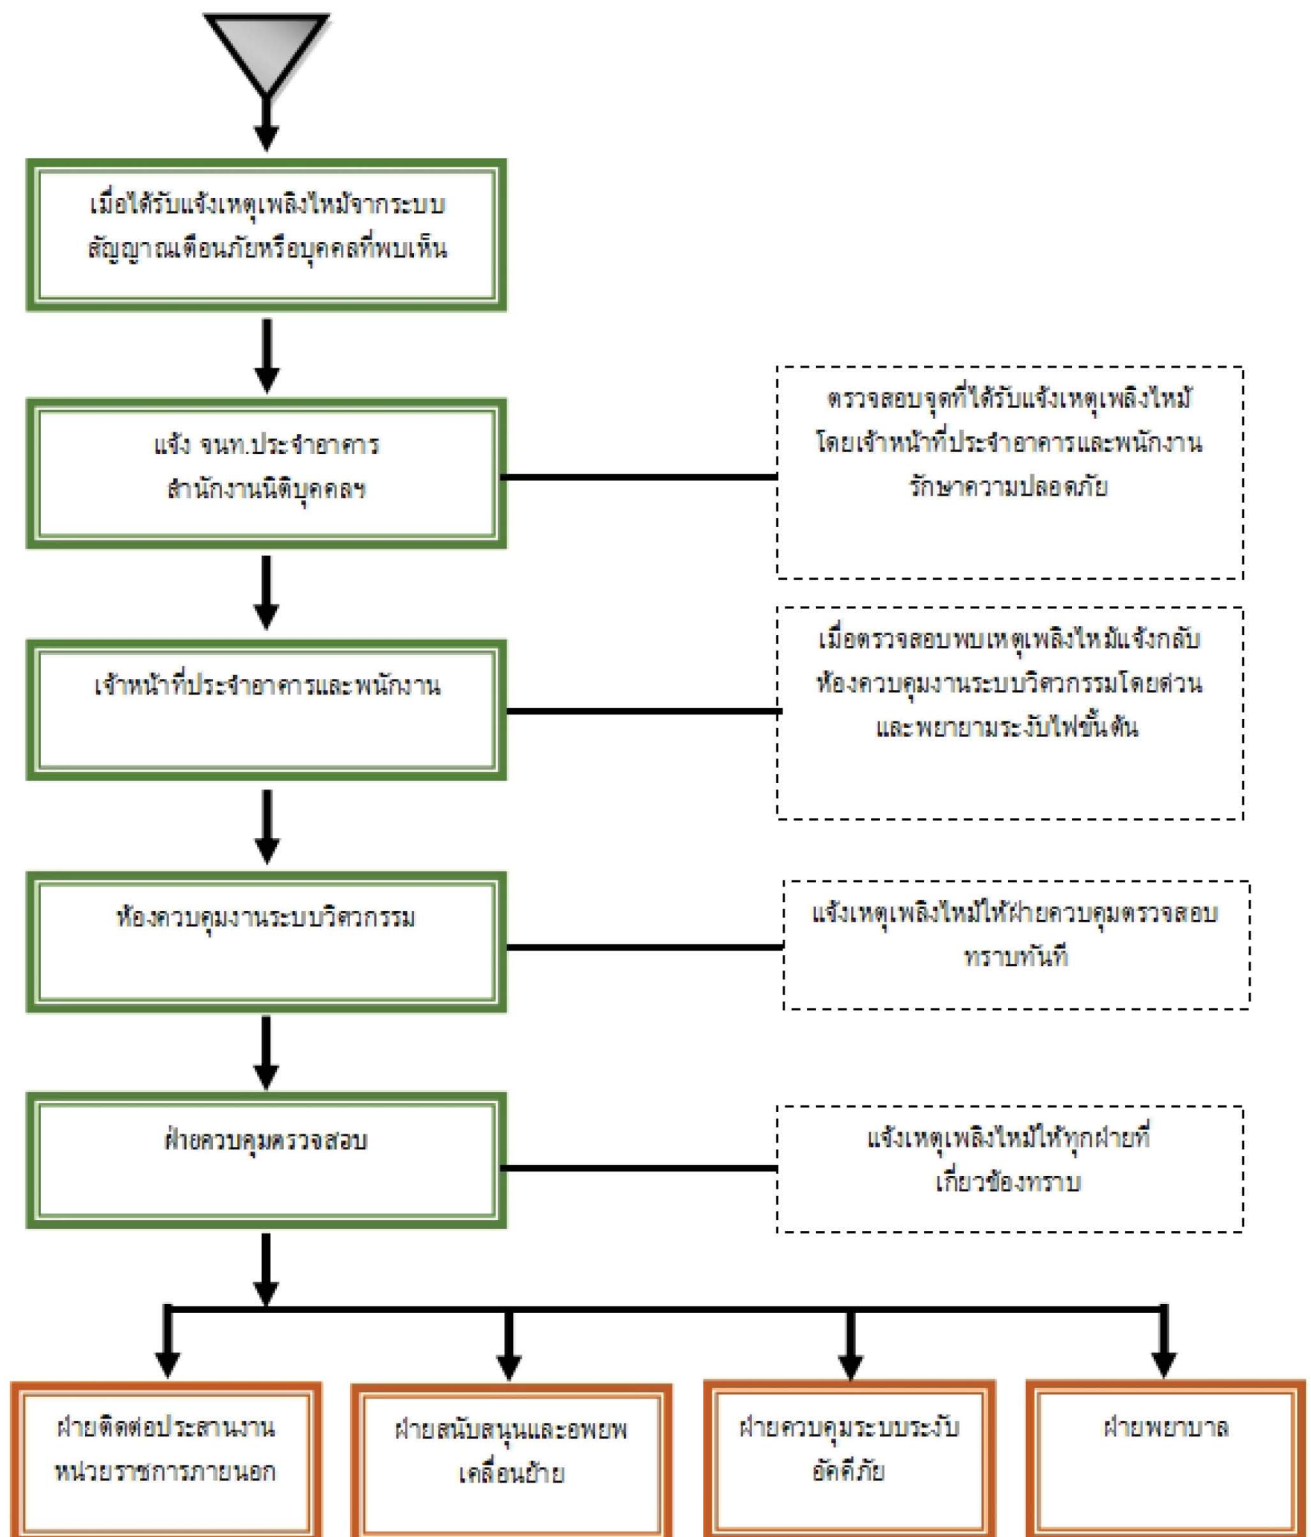 เมื่อได้รับแจ้งเหตุเพลิงไหม้จากระบบ
สัญญาณเตือนภัยหรือบุคคลที่พบเห็น
แจ้ง จนท.ประจำอาคาร
สำนักงานนิติบุคคลฯ
ตรวจสอบจุดที่ได้รับแจ้งเหตุเพลิงไหม้
โดยเจ้าหน้าที่ประจำอาคารและพนักงาน
รักษาความปลอดภัย
เจ้าหน้าที่ประจำอาคารและพนักงาน
เมื่อตรวจสอบพบเหตุเพลิงไหม้แจ้งกลับ
ห้องควบคุมงานระบบวิศวกรรมโดยด่วน
และพยายามระงับไฟขั้นต้น
ห้องควบคุมงานระบบวิศวกรรม
แจ้งเหตุเพลิงไหม้ให้ฝ่ายควบคุมตรวจสอบ
ทราบทันที
ฝ่ายควบคุมตรวจสอบ
แจ้งเหตุเพลิงไหม้ให้ทุกฝ่ายที่
เกี่ยวข้องทราบ
ฝ่ายติดต่อประสานงาน
หน่วยราชการภายนอก
ฝ่ายสนับสนุนและอพยพ
เคลื่อนย้าย
ฝ่ายควบคุมระบบระงับ
อัคคีภัย
ฝ่ายพยาบาล